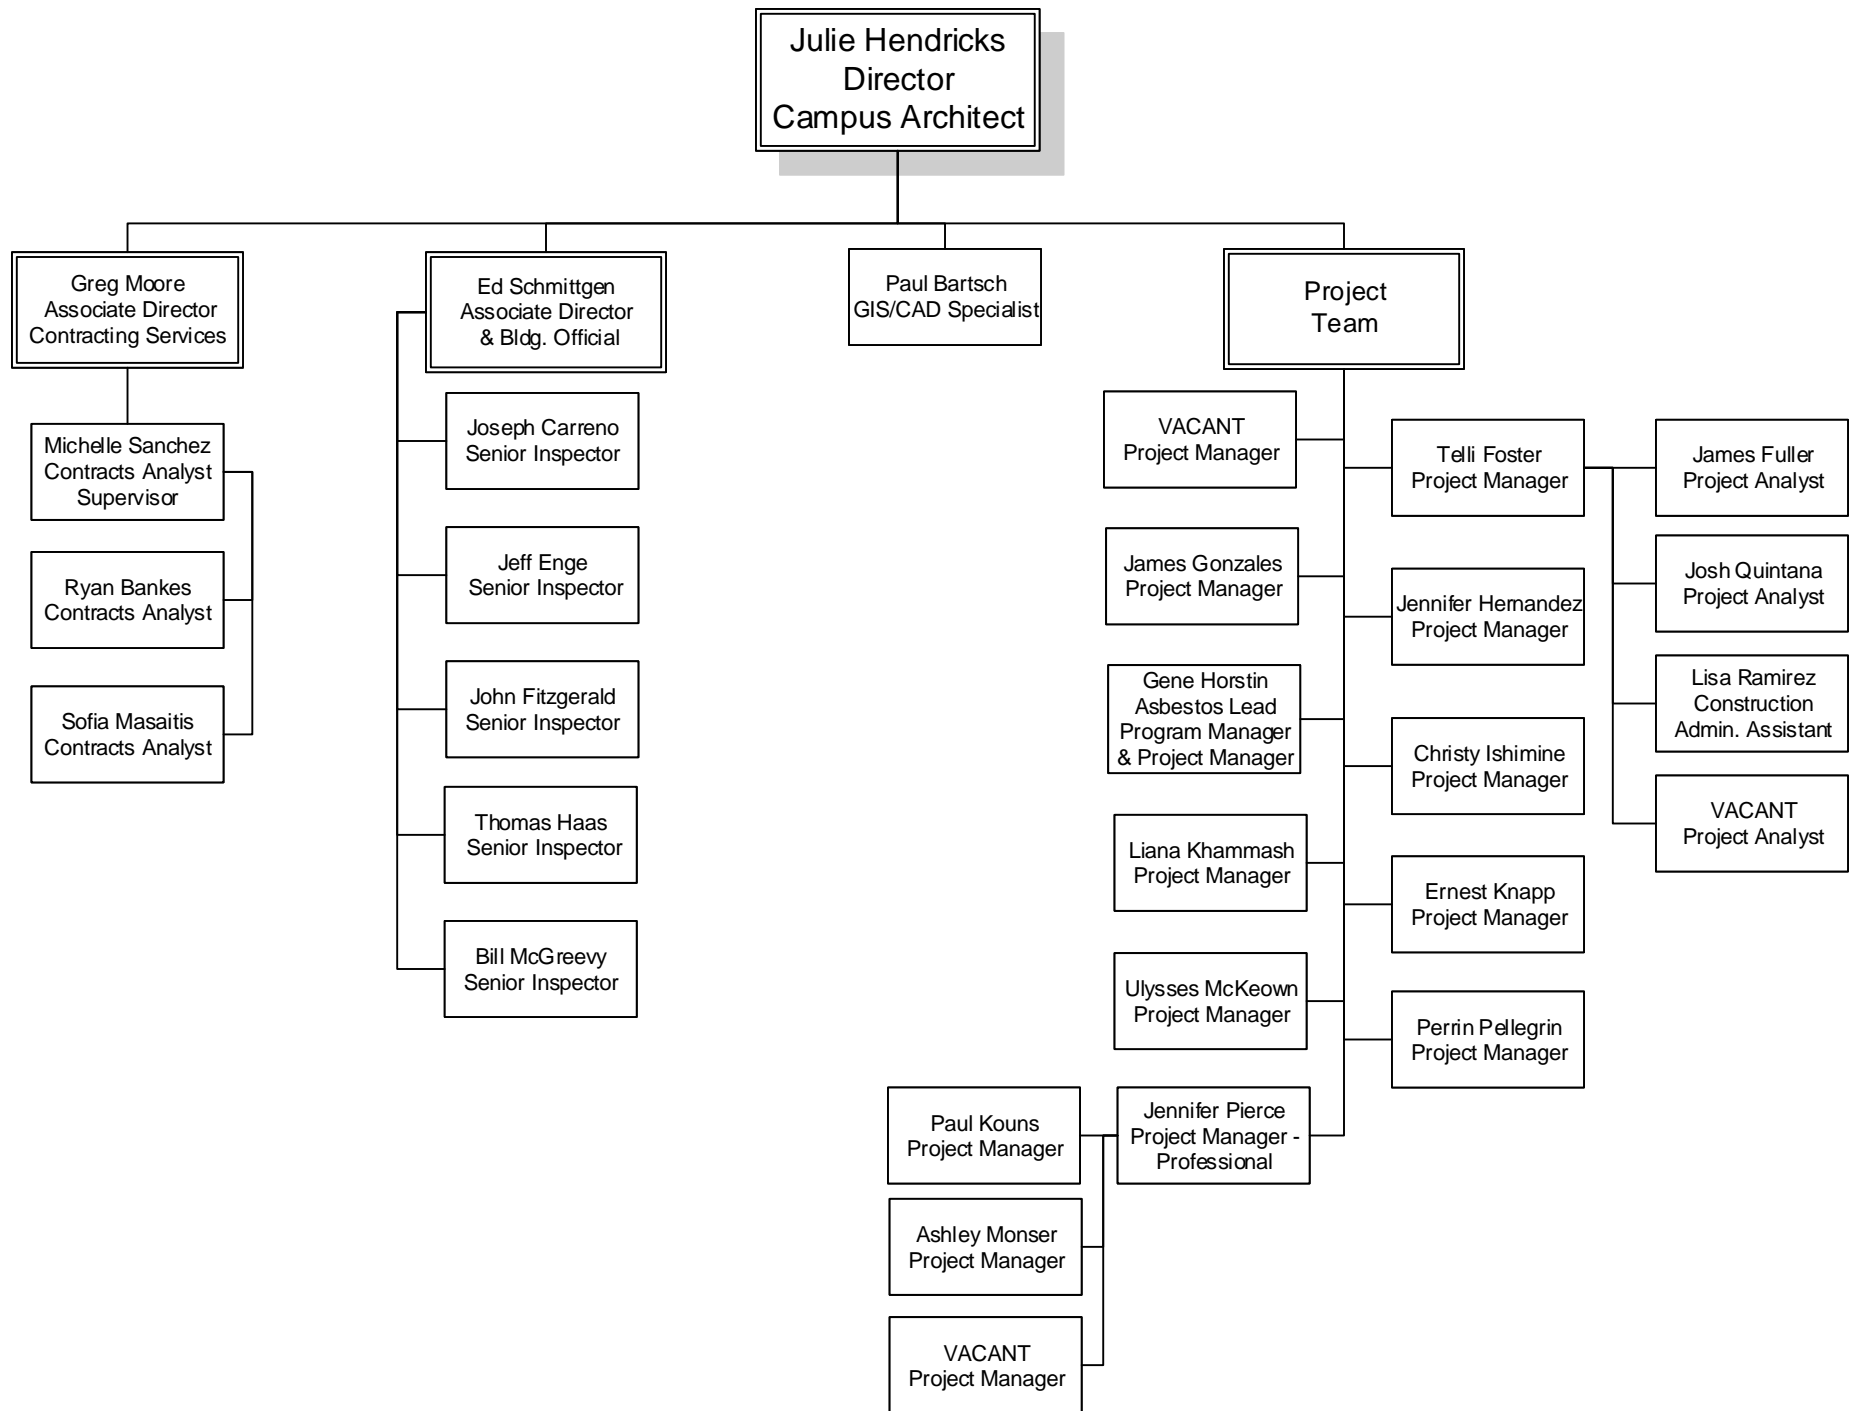 Julie Hendricks
Director
Campus Architect
Greg Moore
Associate Director
Contracting Services
Ed Schmittgen
Associate Director
& Bldg. Official
Paul Bartsch
GIS/CAD Specialist
Project
Team
Michelle Sanchez
Contracts Analyst
Supervisor
Ryan Bankes
Contracts Analyst
Sofia Masaitis
Contracts Analyst
Joseph Carreno
Senior Inspector
Jeff Enge
Senior Inspector
John Fitzgerald
Senior Inspector
Thomas Haas
Senior Inspector
Bill McGreevy
Senior Inspector
VACANT
Project Manager
James Gonzales
Project Manager
Gene Horstin
Asbestos Lead
Program Manager
& Project Manager
Liana Khammash
Project Manager
Ulysses McKeown
Project Manager
Jennifer Pierce
Project Manager -
Professional
Paul Kouns
Project Manager
Ashley Monser
Project Manager
VACANT
Project Manager
Telli Foster
Project Manager
Jennifer Hernandez
Project Manager
Christy Ishimine
Project Manager
Ernest Knapp
Project Manager
Perrin Pellegrin
Project Manager
James Fuller
Project Analyst
Josh Quintana
Project Analyst
Lisa Ramirez
Construction
Admin. Assistant
VACANT
Project Analyst